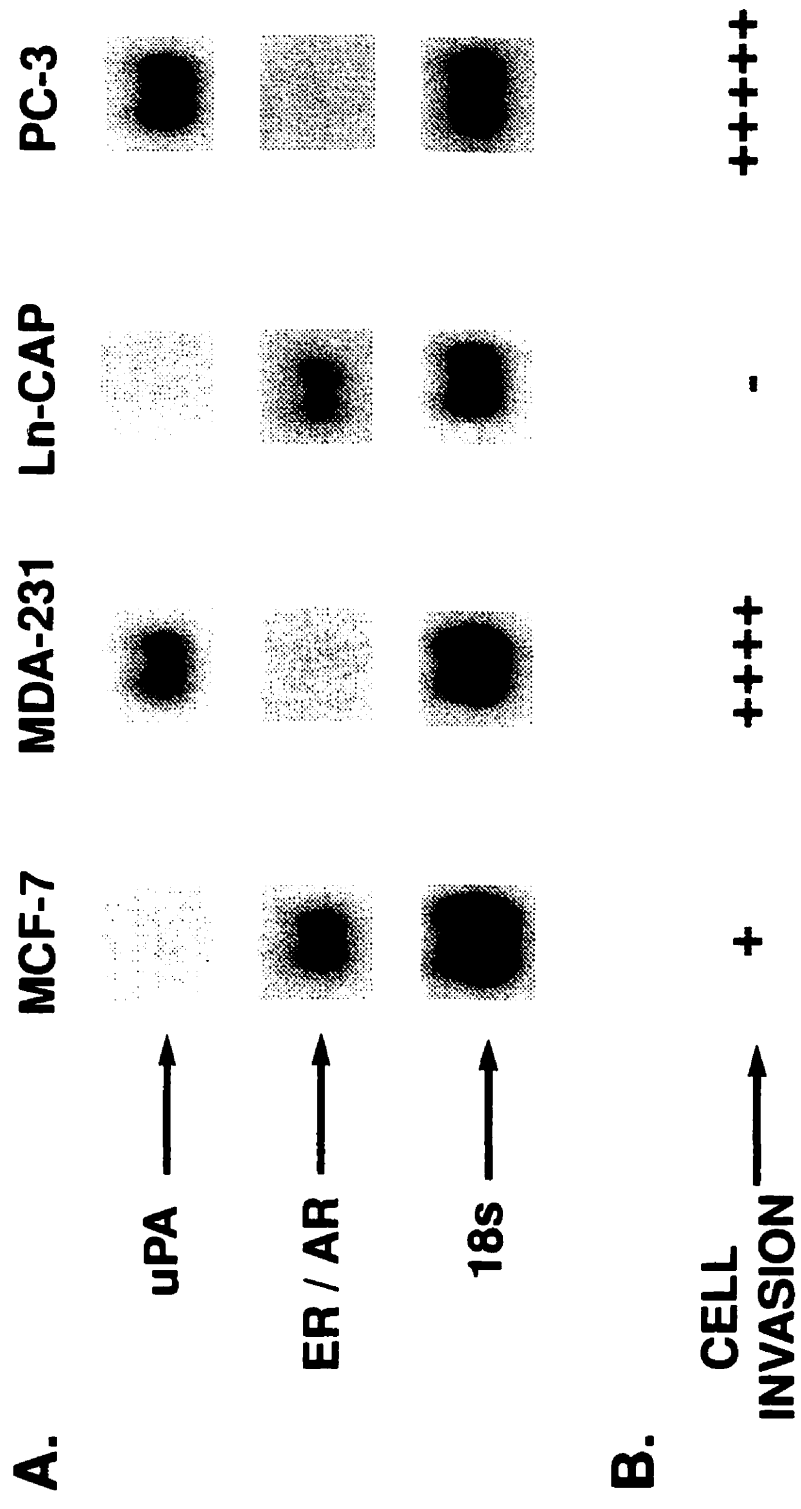 A.
MCF-7 MDA-231 Ln-CAP PC-3
uPA
ER / AR
18s
B.
CELL
INVASION
+ ++++ - +++++